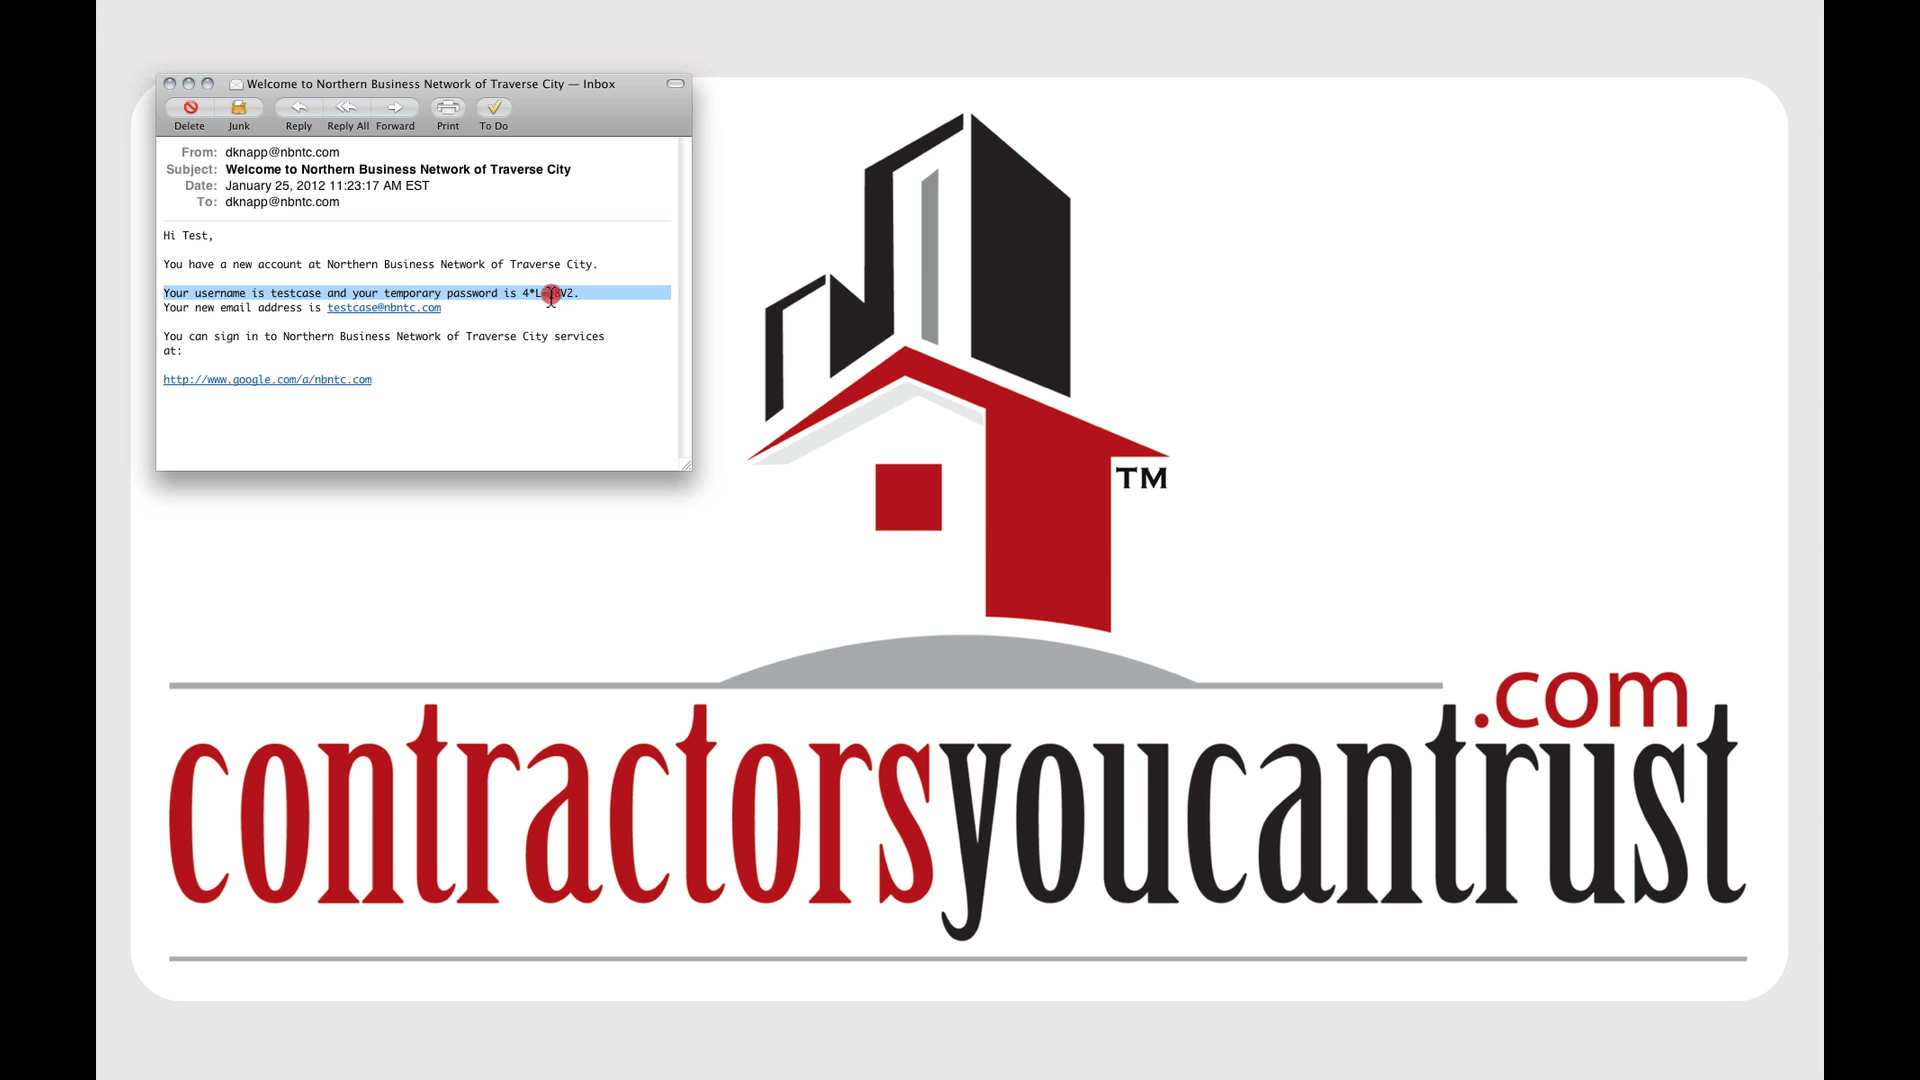 Welcome to Northern Business Network of Traverse City — Inbox
Delete Junk Reply Reply All Forward Print To Do
From: dknapp@nbntc.com
Subject: Welcome to Northern Business Network of Traverse City
Date: January 25, 2012 11:23:17 AM EST
To: dknapp@nbntc.com
Hi Test,
You have a new account at Northern Business Network of Traverse City.
Your username is testcase and your temporary password is
Your new email address is testcase@nbntc.com
You can sign in to Northern Business Network of Traverse City services
at:
http://www.google.com/a/nbntc.com
TM
.com
contractorsyoucantrust